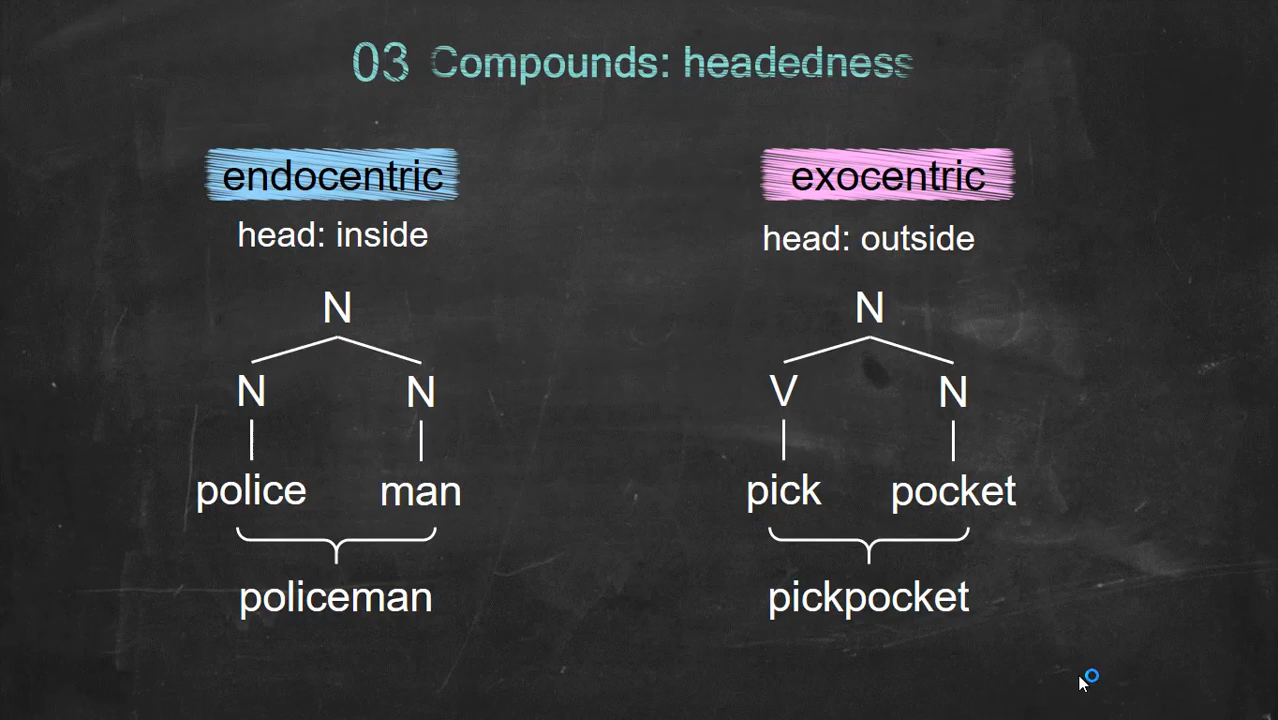 03 Compounds: headedness
endocentric
head: inside
N
N N
police man
policeman
exocentric
head: outside
N
V N
pick pocket
pickpocket